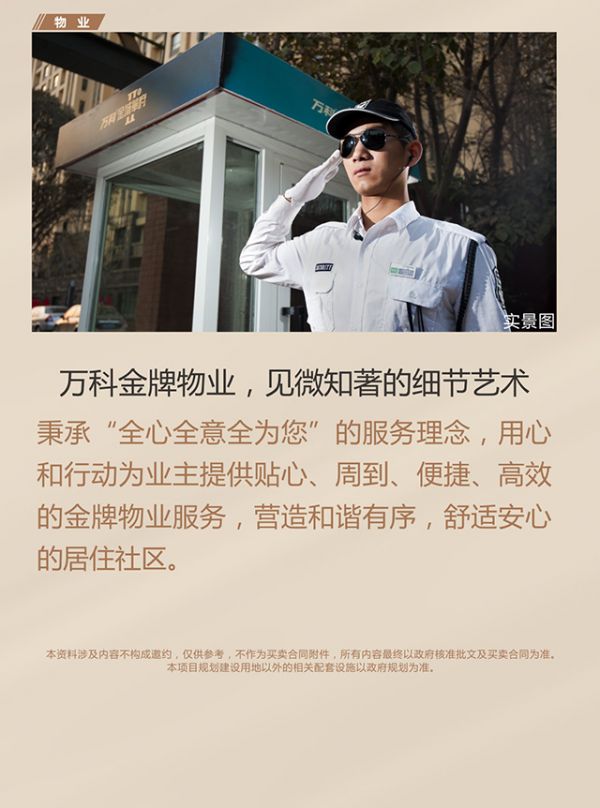 物 业
万科 金域華府
万科
实景图
万科金牌物业，见微知著的细节艺术
秉承“全心全意全为您”的服务理念，用心
和行动为业主提供贴心、周到、便捷、高效
的金牌物业服务，营造和谐有序，舒适安心
的居住社区。
本资料涉及内容不构成邀约，仅供参考，不作为买卖合同附件，所有内容最终以政府核准批文及买卖合同为准。
本项目规划建设用地以外的相关配套设施以政府规划为准。